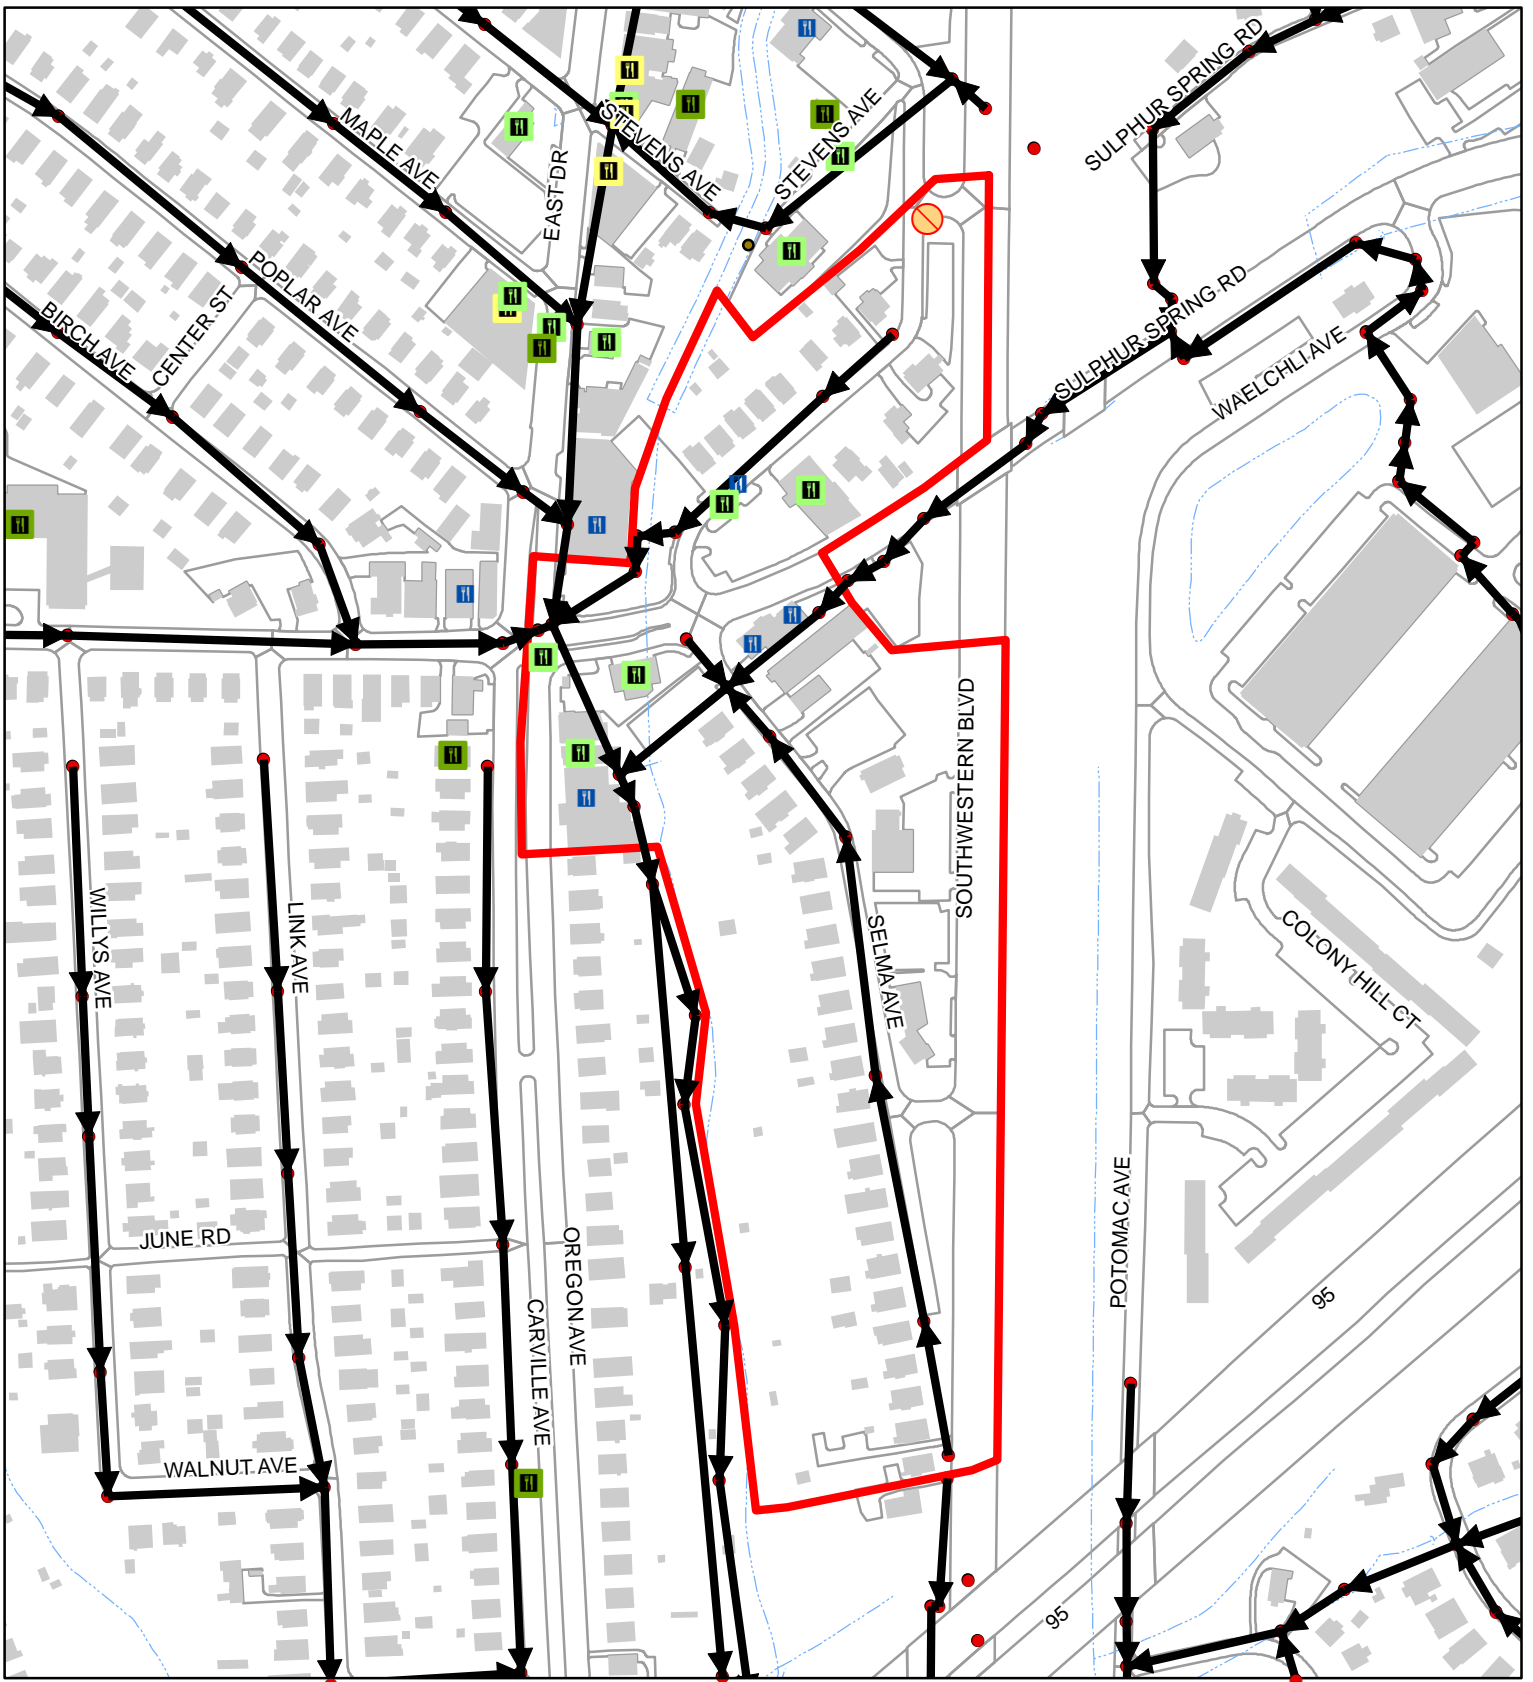 SULPHUR SPRING RD
MAPLE AVE
STEVENS AVE
STEVENS AVE
EAST DR
POPLAR AVE
CENTER ST
BIRCH AVE
SULPHUR SPRING RD
WAELCHLI AVE
SOUTHWESTERN BLVD
WILLYS AVE
LINK AVE
SELMA AVE
COLONY HILL CT
JUNE RD
OREGON AVE
CARVILLE AVE
POTOMAC AVE
95
WALNUT AVE
95